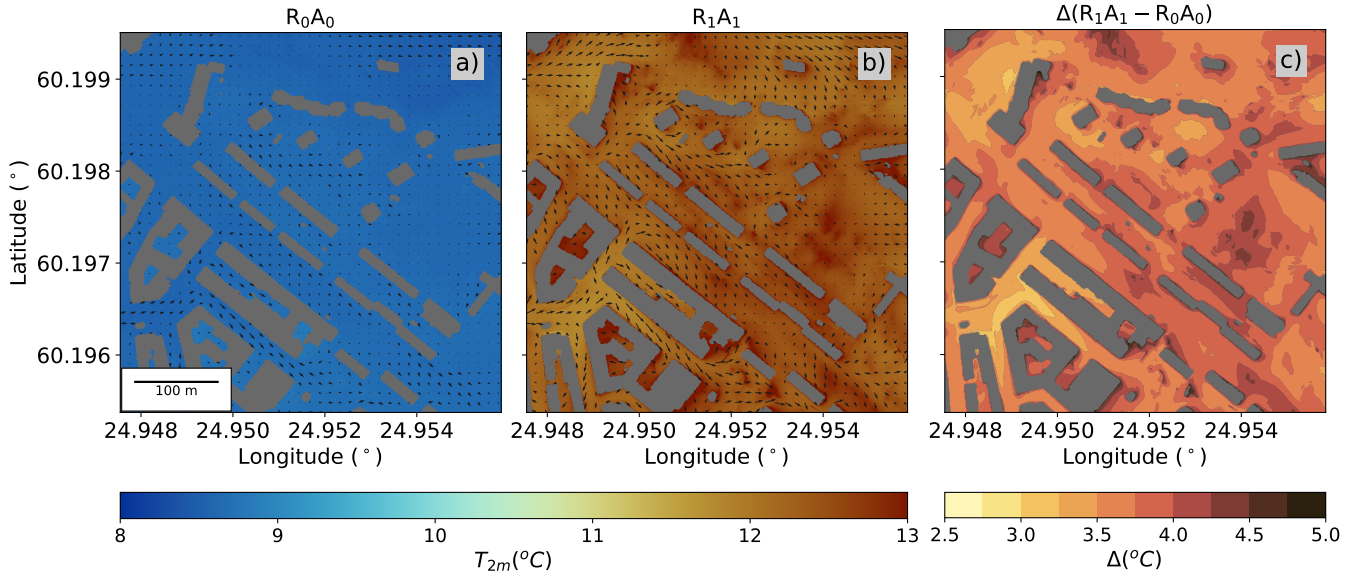 R₀A₀
R₁A₁
Δ(R₁A₁ − R₀A₀)
a)
b)
c)
Latitude (°)
60.199
60.198
60.197
60.196
100 m
24.948 24.950 24.952 24.954
24.948 24.950 24.952 24.954
24.948 24.950 24.952 24.954
Longitude (°)
Longitude (°)
Longitude (°)
8 9 10 11 12 13
T₂ₘ(°C)
2.5 3.0 3.5 4.0 4.5 5.0
Δ(°C)